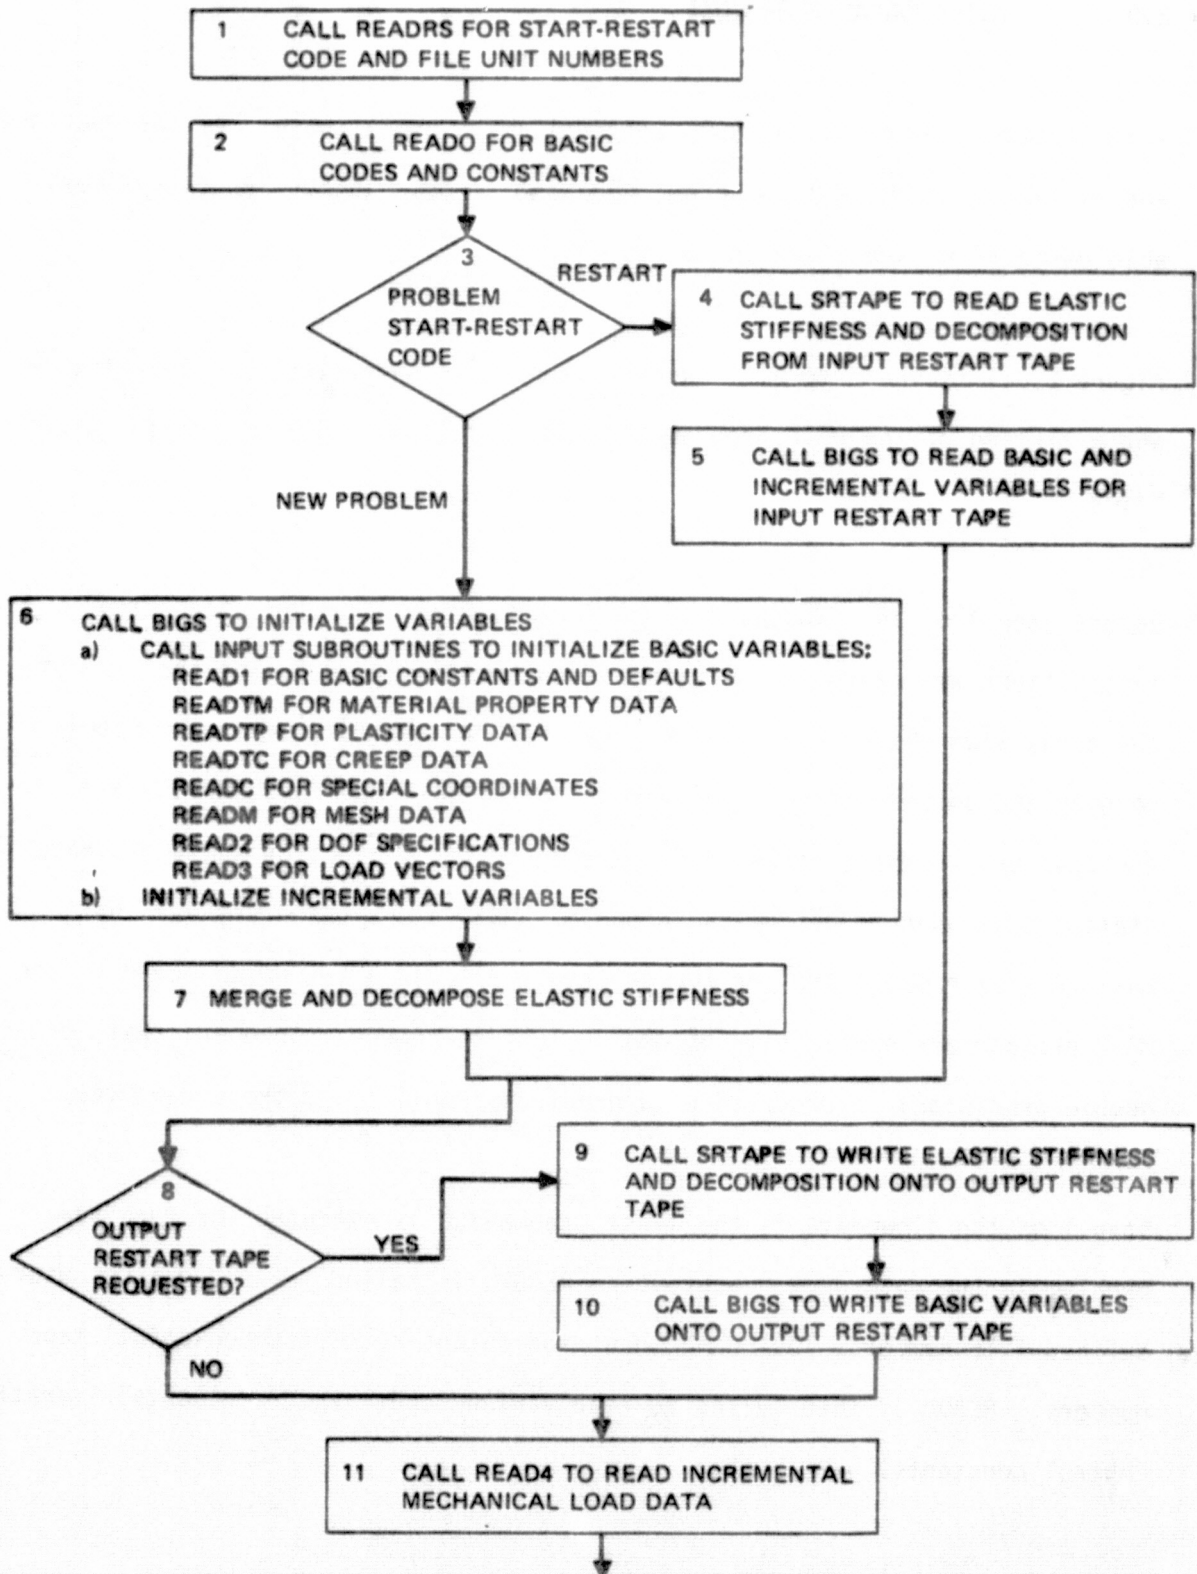 1 CALL READRS FOR START-RESTART
CODE AND FILE UNIT NUMBERS
2 CALL READO FOR BASIC
CODES AND CONSTANTS
3
PROBLEM
START-RESTART
CODE
RESTART
4 CALL SRTAPE TO READ ELASTIC
STIFFNESS AND DECOMPOSITION
FROM INPUT RESTART TAPE
5 CALL BIGS TO READ BASIC AND
INCREMENTAL VARIABLES FOR
INPUT RESTART TAPE
NEW PROBLEM
6 CALL BIGS TO INITIALIZE VARIABLES
a) CALL INPUT SUBROUTINES TO INITIALIZE BASIC VARIABLES:
READ1 FOR BASIC CONSTANTS AND DEFAULTS
READTM FOR MATERIAL PROPERTY DATA
READTP FOR PLASTICITY DATA
READTC FOR CREEP DATA
READC FOR SPECIAL COORDINATES
READM FOR MESH DATA
READ2 FOR DOF SPECIFICATIONS
READ3 FOR LOAD VECTORS
b) INITIALIZE INCREMENTAL VARIABLES
7 MERGE AND DECOMPOSE ELASTIC STIFFNESS
8
OUTPUT
RESTART TAPE
REQUESTED?
YES
9 CALL SRTAPE TO WRITE ELASTIC STIFFNESS
AND DECOMPOSITION ONTO OUTPUT RESTART
TAPE
10 CALL BIGS TO WRITE BASIC VARIABLES
ONTO OUTPUT RESTART TAPE
NO
11 CALL READ4 TO READ INCREMENTAL
MECHANICAL LOAD DATA